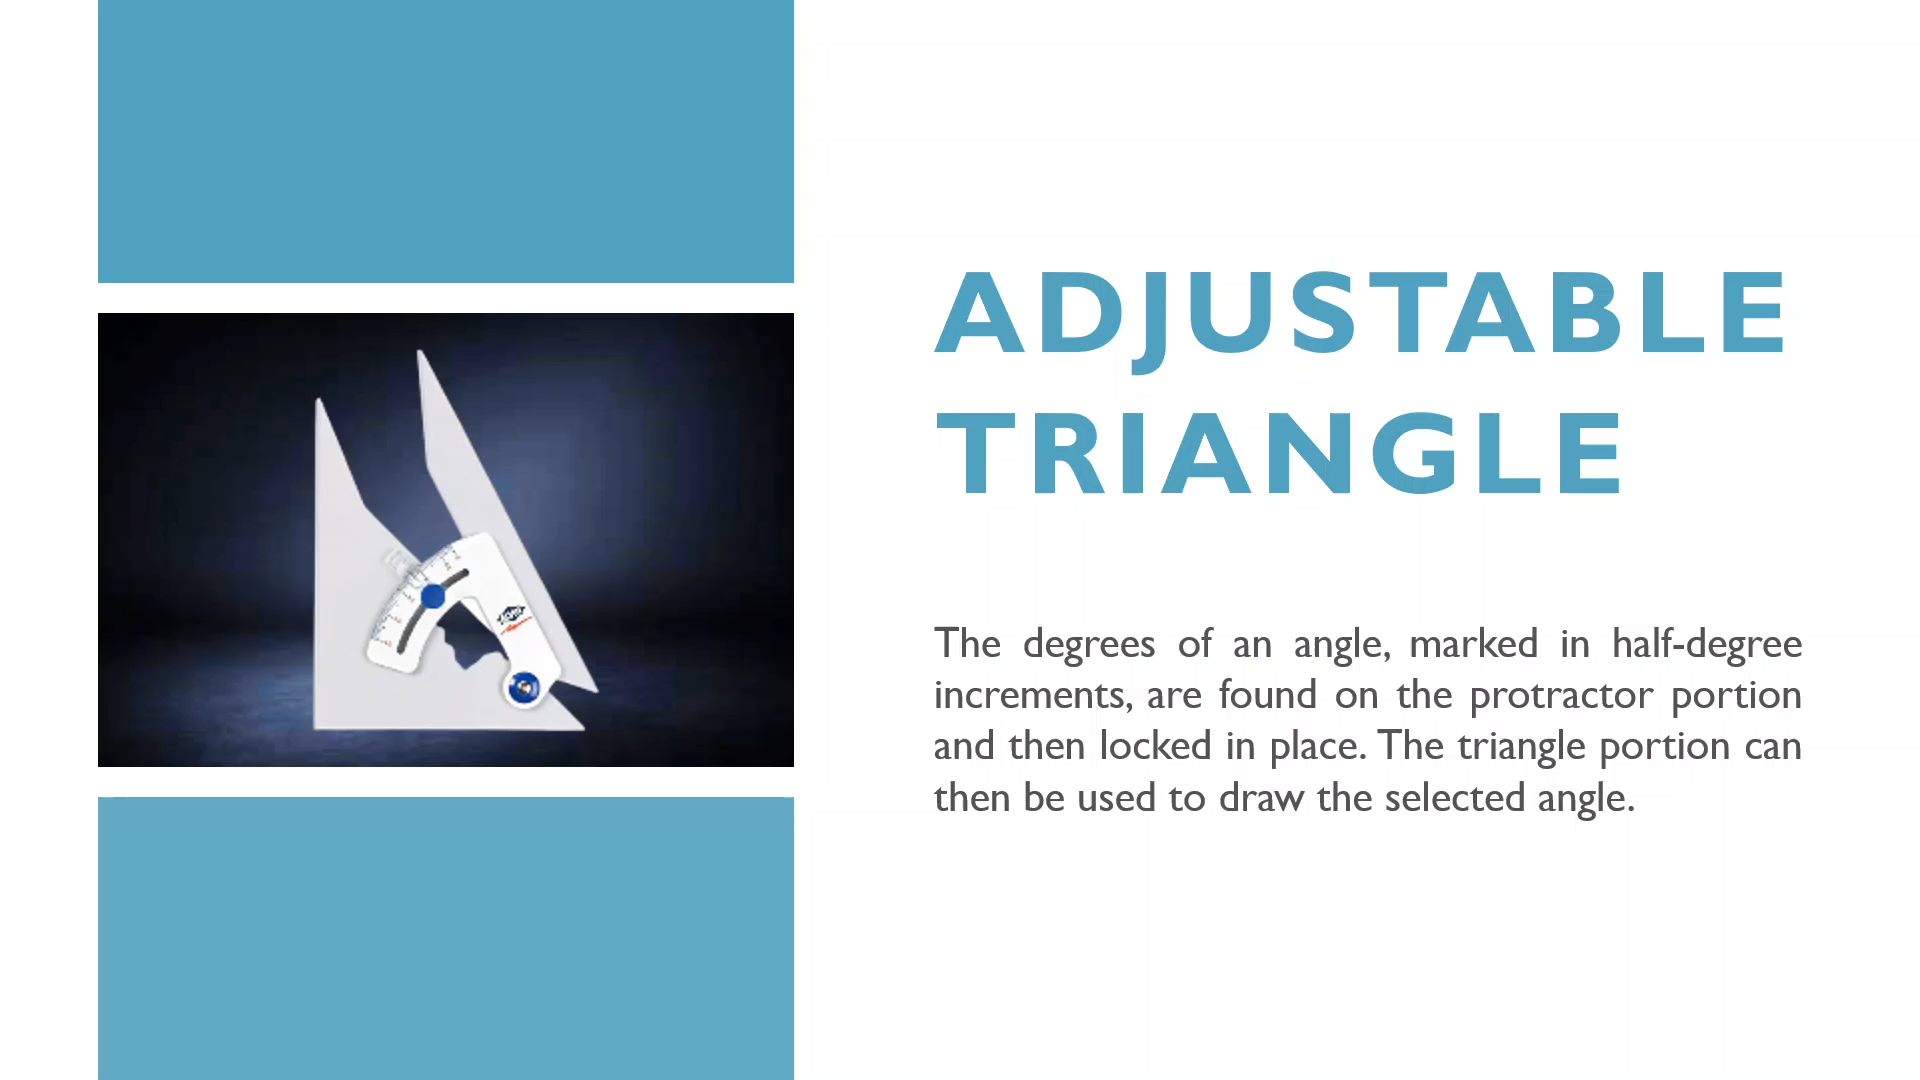 ADJUSTABLE
TRIANGLE
The degrees of an angle, marked in half-degree
increments, are found on the protractor portion
and then locked in place. The triangle portion can
then be used to draw the selected angle.